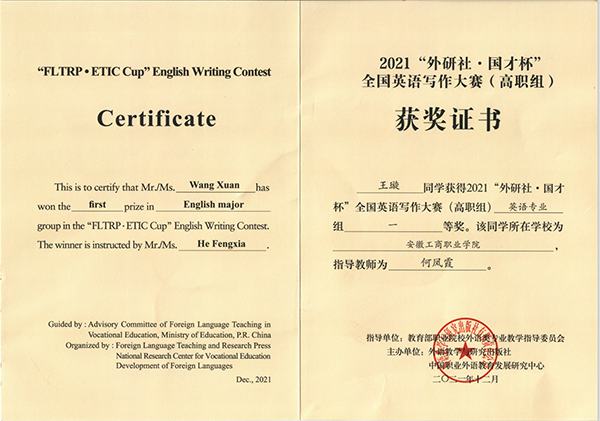 “FLTRP • ETIC Cup” English Writing Contest
Certificate
This is to certify that Mr./Ms. Wang Xuan has
won the first prize in English major
group in the “FLTRP · ETIC Cup” English Writing Contest.
The winner is instructed by Mr./Ms. He Fengxia .
Guided by : Advisory Committee of Foreign Language Teaching in
Vocational Education, Ministry of Education, P.R. China
Organized by : Foreign Language Teaching and Research Press
National Research Center for Vocational Education
Development of Foreign Languages
Dec., 2021
2021 “外研社 · 国才杯”
全国英语写作大赛（高职组）
获奖证书
王璇 同学获得2021 “外研社 · 国才
杯” 全国英语写作大赛（高职组） 英语专业
组 一 等奖。该同学所在学校为
安徽工商职业学院 ，
指导教师为 何凤霞 。
指导单位：教育部职业院校外语类专业教学指导委员会
主办单位：外语教学与研究出版社
中国职业外语教育发展研究中心
二〇二一年十二月